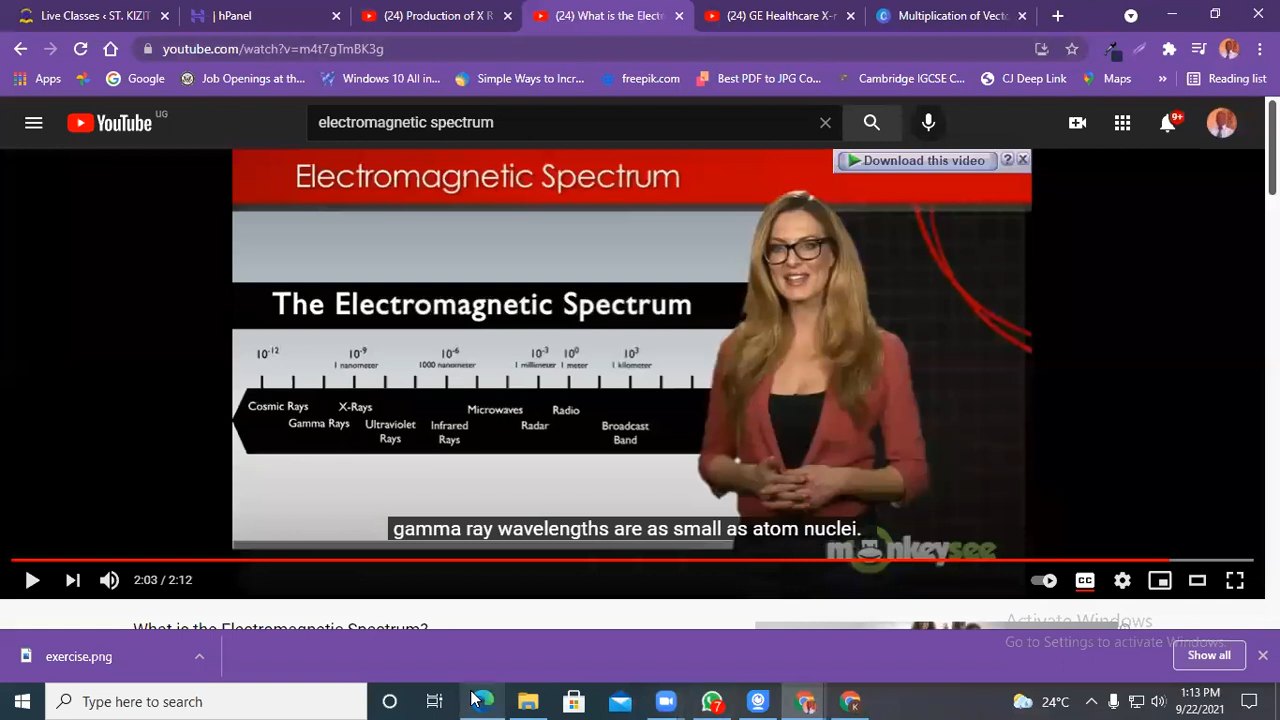 Live Classes ‹ ST. KIZIT
hPanel
(24) Production of X R
(24) What is the Electr
(24) GE Healthcare X-r
Multiplication of Vecto
youtube.com/watch?v=m4t7gTmBK3g
Apps
Google
Job Openings at th...
Windows 10 All in...
Simple Ways to Incr...
freepik.com
Best PDF to JPG Co...
Cambridge IGCSE C...
CJ Deep Link
Maps
»
Reading list
YouTube UG
electromagnetic spectrum
9+
Electromagnetic Spectrum
Download this video
The Electromagnetic Spectrum
10-12 10-9 10-6 10-3 100 103
1 nanometer 1000 nanometer 1 millimeter 1 meter 1 kilometer
Cosmic Rays X-Rays Microwaves Radio
Gamma Rays Ultraviolet Rays Infrared Rays Radar Broadcast Band
gamma ray wavelengths are as small as atom nuclei.
monkeysee
2:03 / 2:12
CC
What is the Electromagnetic Spectrum?
Activate Windows
Go to Settings to activate Windows.
exercise.png
Show all
Type here to search
7
24°C
1:13 PM
9/22/2021